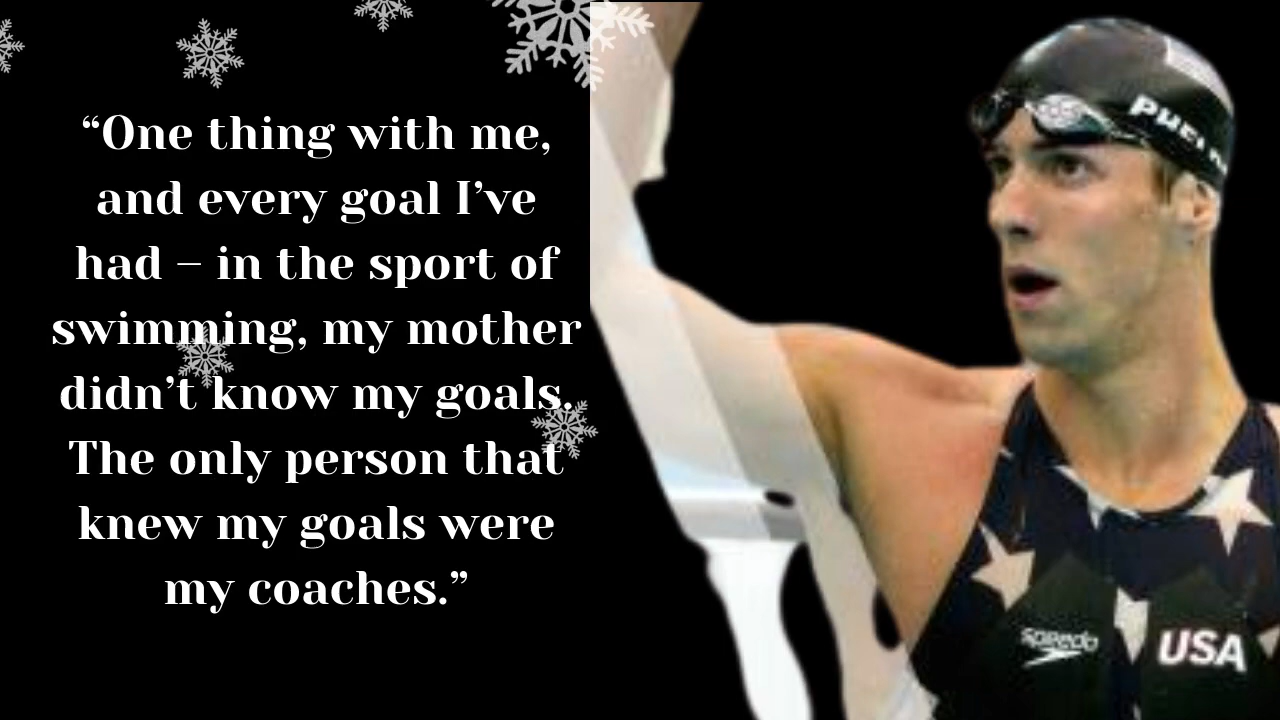 “One thing with me,
and every goal I’ve
had – in the sport of
swimming, my mother
didn’t know my goals.
The only person that
knew my goals were
my coaches.”
speedo
USA